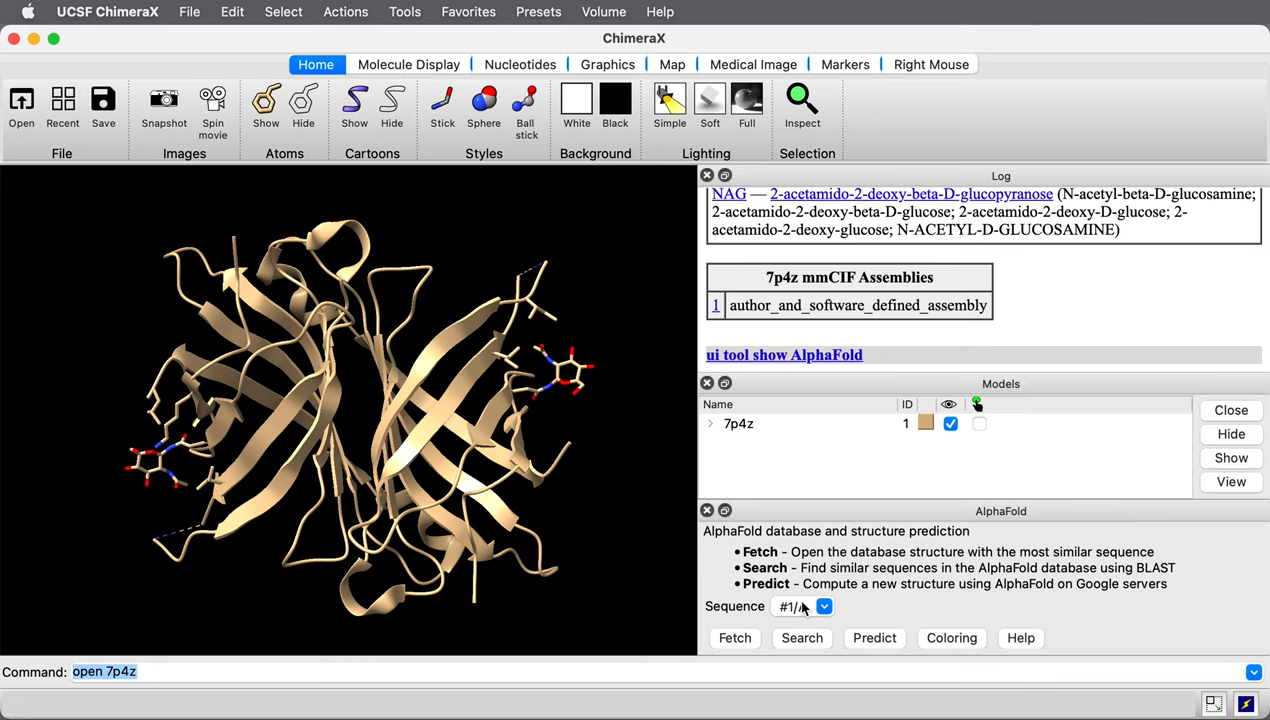 UCSF ChimeraX File Edit Select Actions Tools Favorites Presets Volume Help
ChimeraX
Home Molecule Display Nucleotides Graphics Map Medical Image Markers Right Mouse
Open Recent Save Snapshot Spin movie Show Hide Show Hide Stick Sphere Ball stick White Black Simple Soft Full Inspect
File Images Atoms Cartoons Styles Background Lighting Selection
Log
NAG — 2-acetamido-2-deoxy-beta-D-glucopyranose (N-acetyl-beta-D-glucosamine;
2-acetamido-2-deoxy-beta-D-glucose; 2-acetamido-2-deoxy-D-glucose; 2-
acetamido-2-deoxy-glucose; N-ACETYL-D-GLUCOSAMINE)
7p4z mmCIF Assemblies
1 author_and_software_defined_assembly
ui tool show AlphaFold
Models
Name ID
7p4z 1
Close
Hide
Show
View
AlphaFold
AlphaFold database and structure prediction
• Fetch - Open the database structure with the most similar sequence
• Search - Find similar sequences in the AlphaFold database using BLAST
• Predict - Compute a new structure using AlphaFold on Google servers
Sequence
Fetch Search Predict Coloring Help
Command: open 7p4z